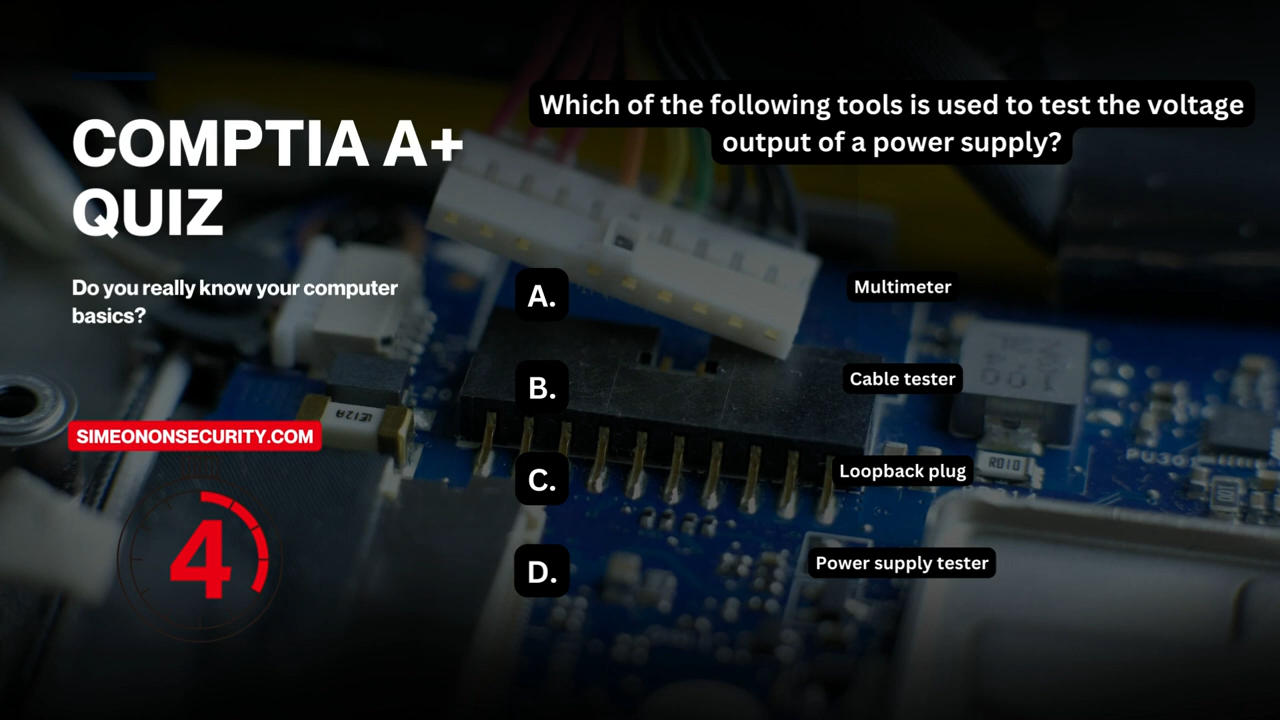 COMPTIA A+
QUIZ
Do you really know your computer
basics?
SIMEONONSECURITY.COM
4
Which of the following tools is used to test the voltage
output of a power supply?
A. Multimeter
B. Cable tester
C. Loopback plug
D. Power supply tester
R010